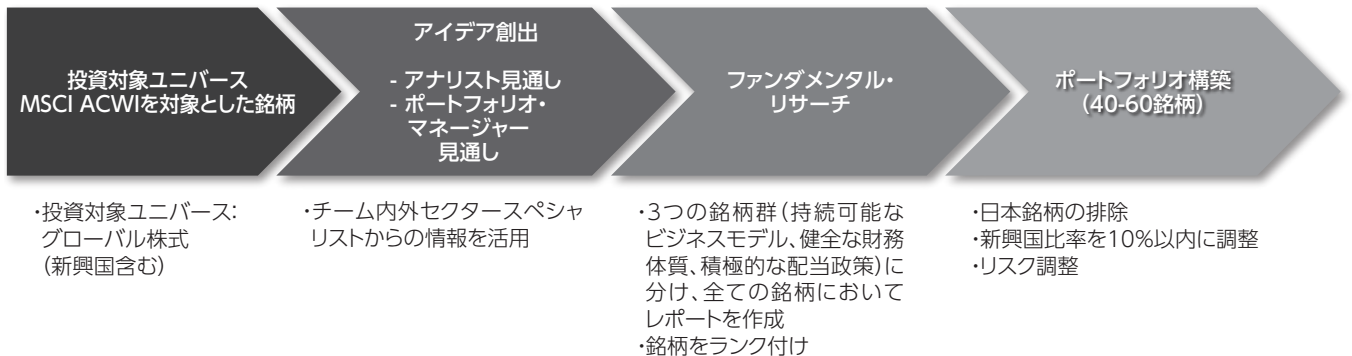 投資対象ユニバース
MSCI ACWIを対象とした銘柄
アイデア創出
- アナリスト見通し
- ポートフォリオ・
マネージャー
見通し
ファンダメンタル・
リサーチ
ポートフォリオ構築
(40-60銘柄)
・投資対象ユニバース:
グローバル株式
(新興国含む)
・チーム内外セクタースペシャ
リストからの情報を活用
・3つの銘柄群(持続可能な
ビジネスモデル、健全な財務
体質、積極的な配当政策)に
分け、全ての銘柄において
レポートを作成
・銘柄をランク付け
・日本銘柄の排除
・新興国比率を10%以内に調整
・リスク調整